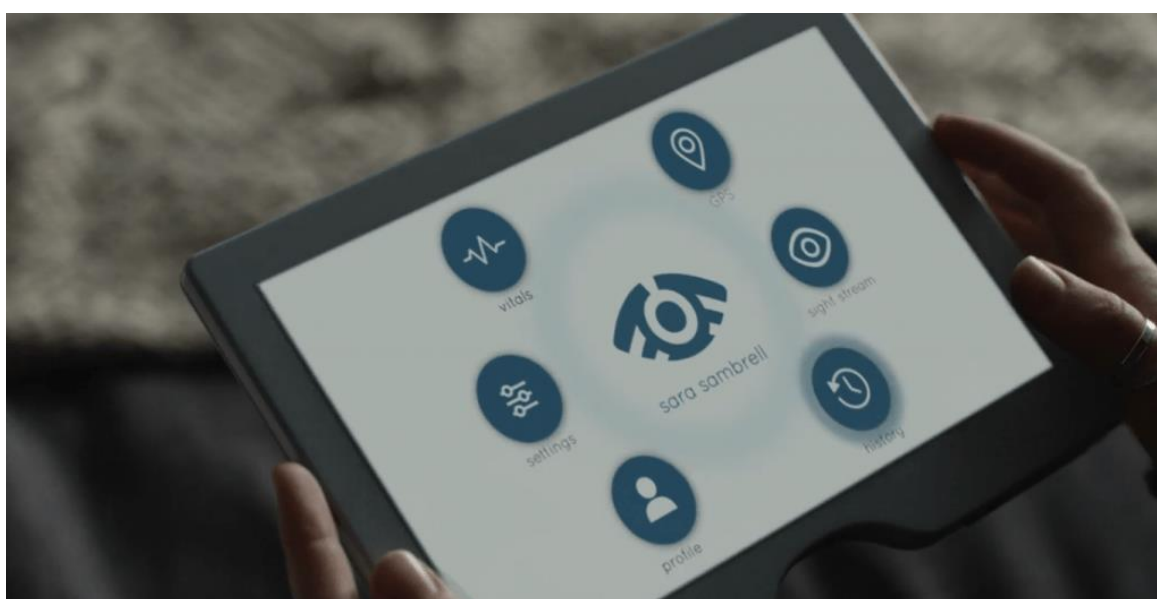 GPS
vitals
sight stream
sara sambrell
settings
history
profile